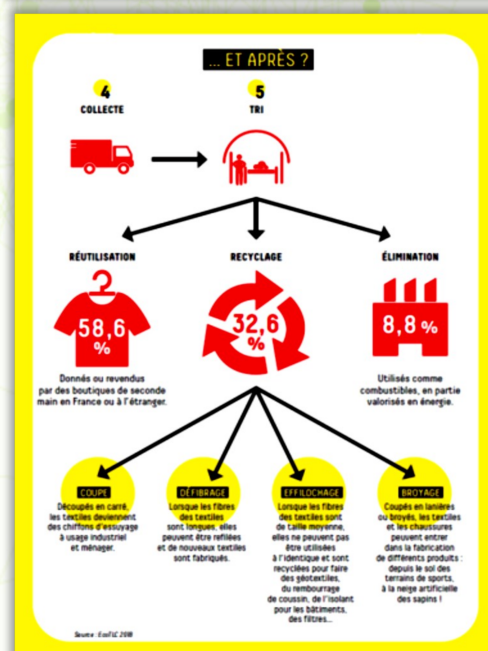 ... ET APRÈS ?
4
COLLECTE
5
TRI
RÉUTILISATION
58,6
%
Donnés ou revendus
par des boutiques de seconde
main en France ou à l'étranger.
RECYCLAGE
32,6
%
ÉLIMINATION
8,8 %
Utilisés comme
combustibles, en partie
valorisés en énergie.
COUPE
Découpés en carré,
les textiles deviennent
des chiffons d'essuyage
à usage industriel
et ménager.
DÉFIBRAGE
Lorsque les fibres
des textiles
sont longues, elles
peuvent être refilées
et de nouveaux textiles
sont fabriqués.
EFFILOCHAGE
Lorsque les fibres
des textiles sont
de taille moyenne,
elles ne peuvent pas
être utilisées
à l'identique et sont
recyclées pour faire
des géotextiles,
du rembourrage
de coussin, de l'isolant
pour les bâtiments,
des filtres...
BROYAGE
Coupés en lanières
ou broyés, les textiles
et les chaussures
peuvent entrer
dans la fabrication
de différents produits :
depuis le sol des
terrains de sports,
à la neige artificielle
des sapins !
Source : EcoTLC 2018